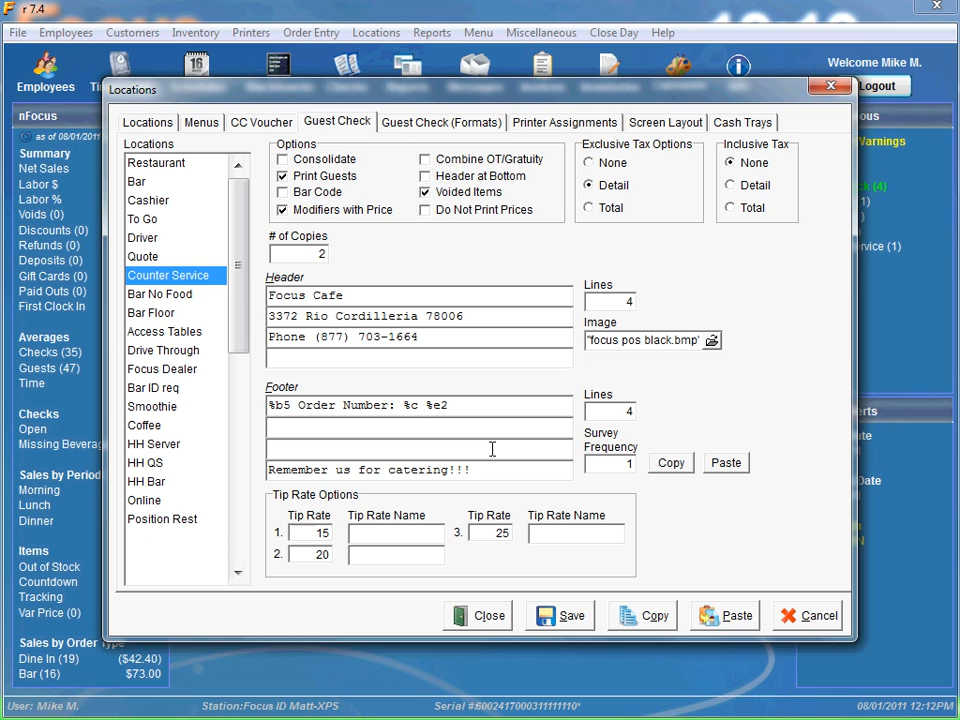 r 7.4
File Employees Customers Inventory Printers Order Entry Locations Reports Menu Miscellaneous Close Day Help
Welcome Mike M.
Employees
Logout
nFocus
as of 08/01/2011
Summary
Net Sales
Labor $
Labor %
Voids (0)
Discounts (0)
Refunds (0)
Deposits (0)
Gift Cards (0)
Paid Outs (0)
First Clock In
Averages
Checks (35)
Guests (47)
Time
Checks
Open
Missing Beverag
Sales by Period
Morning
Lunch
Dinner
Items
Out of Stock
Countdown
Tracking
Var Price (0)
Sales by Order Type
Dine In (19) ($42.40)
Bar (16) $73.00
Locations
Locations Menus CC Voucher Guest Check Guest Check (Formats) Printer Assignments Screen Layout Cash Trays
Locations
Restaurant
Bar
Cashier
To Go
Driver
Quote
Counter Service
Bar No Food
Bar Floor
Access Tables
Drive Through
Focus Dealer
Bar ID req
Smoothie
Coffee
HH Server
HH QS
HH Bar
Online
Position Rest
Options
Consolidate Combine OT/Gratuity
Print Guests Header at Bottom
Bar Code Voided Items
Modifiers with Price Do Not Print Prices
Exclusive Tax Options
None
Detail
Total
Inclusive Tax
None
Detail
Total
# of Copies
2
Header
Focus Cafe
3372 Rio Cordilleria 78006
Phone (877) 703-1664
Lines
4
Image
"focus pos black.bmp"
Footer
%b5 Order Number: %c %e2
Remember us for catering!!!
Lines
4
Survey
Frequency
1 Copy Paste
Tip Rate Options
Tip Rate Tip Rate Name Tip Rate Tip Rate Name
1. 15 3. 25
2. 20
Close Save Copy Paste Cancel
ous
Warnings
k (4)
1)
ervice (1)
erts
ate
Date
User: Mike M. Station:Focus ID Matt-XPS Serial #:6002417000311111110* 08/01/2011 12:12PM